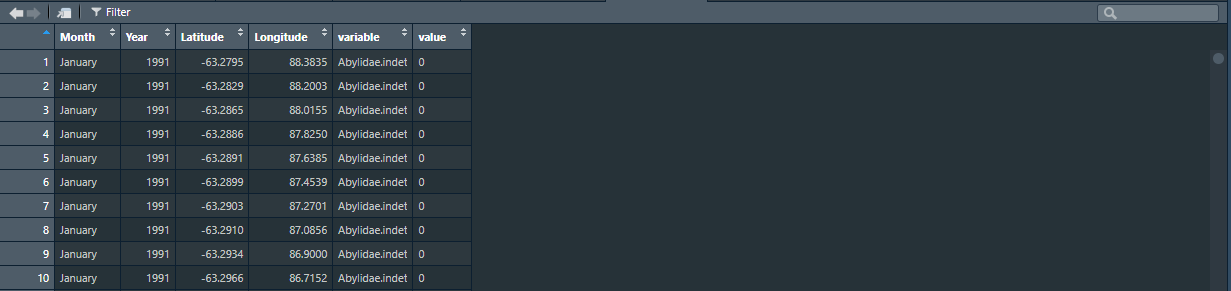 Filter
Month Year Latitude Longitude variable value
1 January 1991 -63.2795 88.3835 Abylidae.indet 0
2 January 1991 -63.2829 88.2003 Abylidae.indet 0
3 January 1991 -63.2865 88.0155 Abylidae.indet 0
4 January 1991 -63.2886 87.8250 Abylidae.indet 0
5 January 1991 -63.2891 87.6385 Abylidae.indet 0
6 January 1991 -63.2899 87.4539 Abylidae.indet 0
7 January 1991 -63.2903 87.2701 Abylidae.indet 0
8 January 1991 -63.2910 87.0856 Abylidae.indet 0
9 January 1991 -63.2934 86.9000 Abylidae.indet 0
10 January 1991 -63.2966 86.7152 Abylidae.indet 0